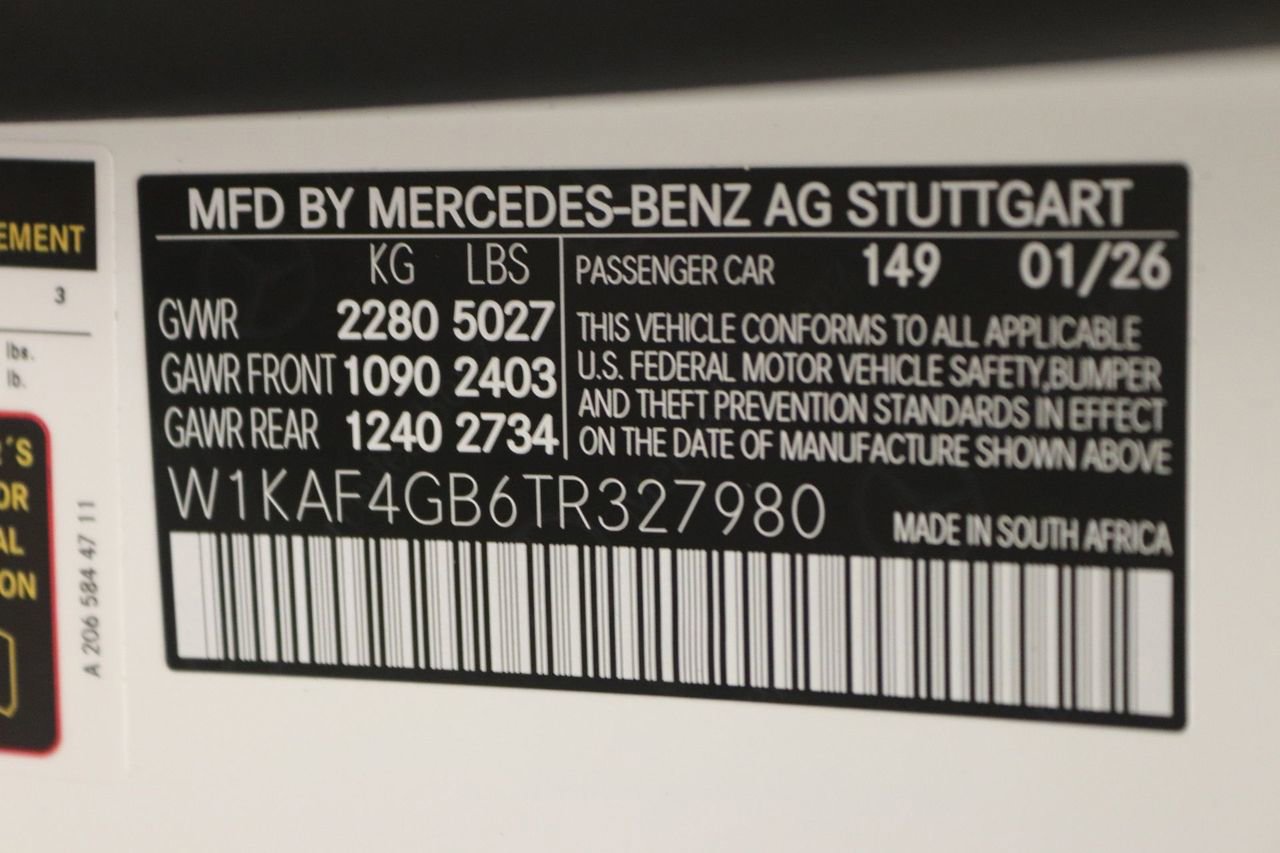 MFD BY MERCEDES-BENZ AG STUTTGART
KG LBS
GVWR 2280 5027
GAWR FRONT 1090 2403
GAWR REAR 1240 2734
PASSENGER CAR 149 01/26
THIS VEHICLE CONFORMS TO ALL APPLICABLE
U.S. FEDERAL MOTOR VEHICLE SAFETY,BUMPER
AND THEFT PREVENTION STANDARDS IN EFFECT
ON THE DATE OF MANUFACTURE SHOWN ABOVE
W1KAF4GB6TR327980
MADE IN SOUTH AFRICA
EMENT
3
lbs.
lb.
´S
OR
AL
ON
A 206 584 47 11